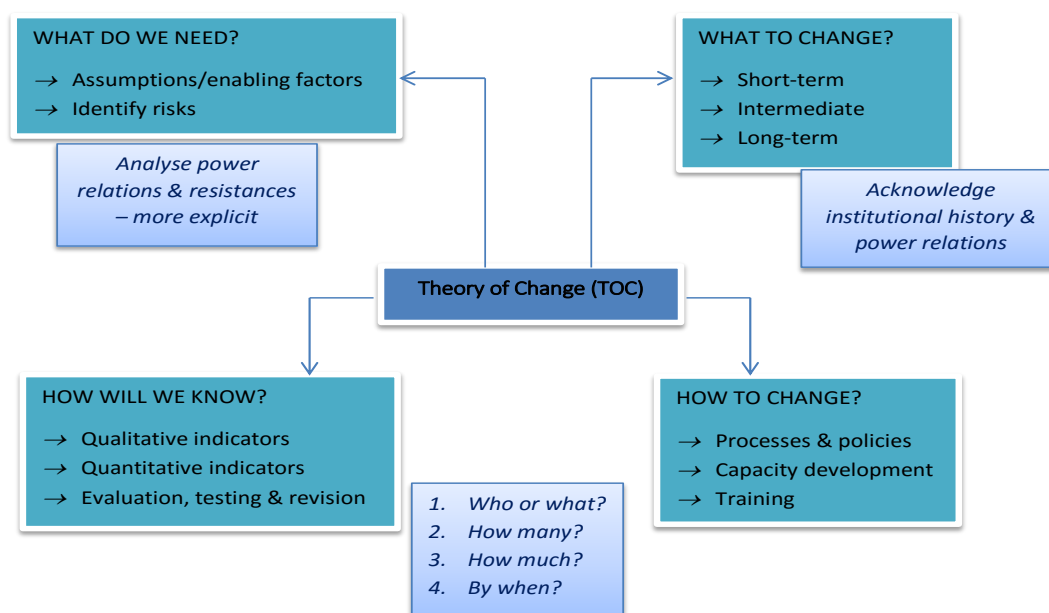 WHAT DO WE NEED?
→ Assumptions/enabling factors
→ Identify risks
Analyse power
relations & resistances
– more explicit
WHAT TO CHANGE?
→ Short-term
→ Intermediate
→ Long-term
Acknowledge
institutional history &
power relations
Theory of Change (TOC)
HOW WILL WE KNOW?
→ Qualitative indicators
→ Quantitative indicators
→ Evaluation, testing & revision
1. Who or what?
2. How many?
3. How much?
4. By when?
HOW TO CHANGE?
→ Processes & policies
→ Capacity development
→ Training